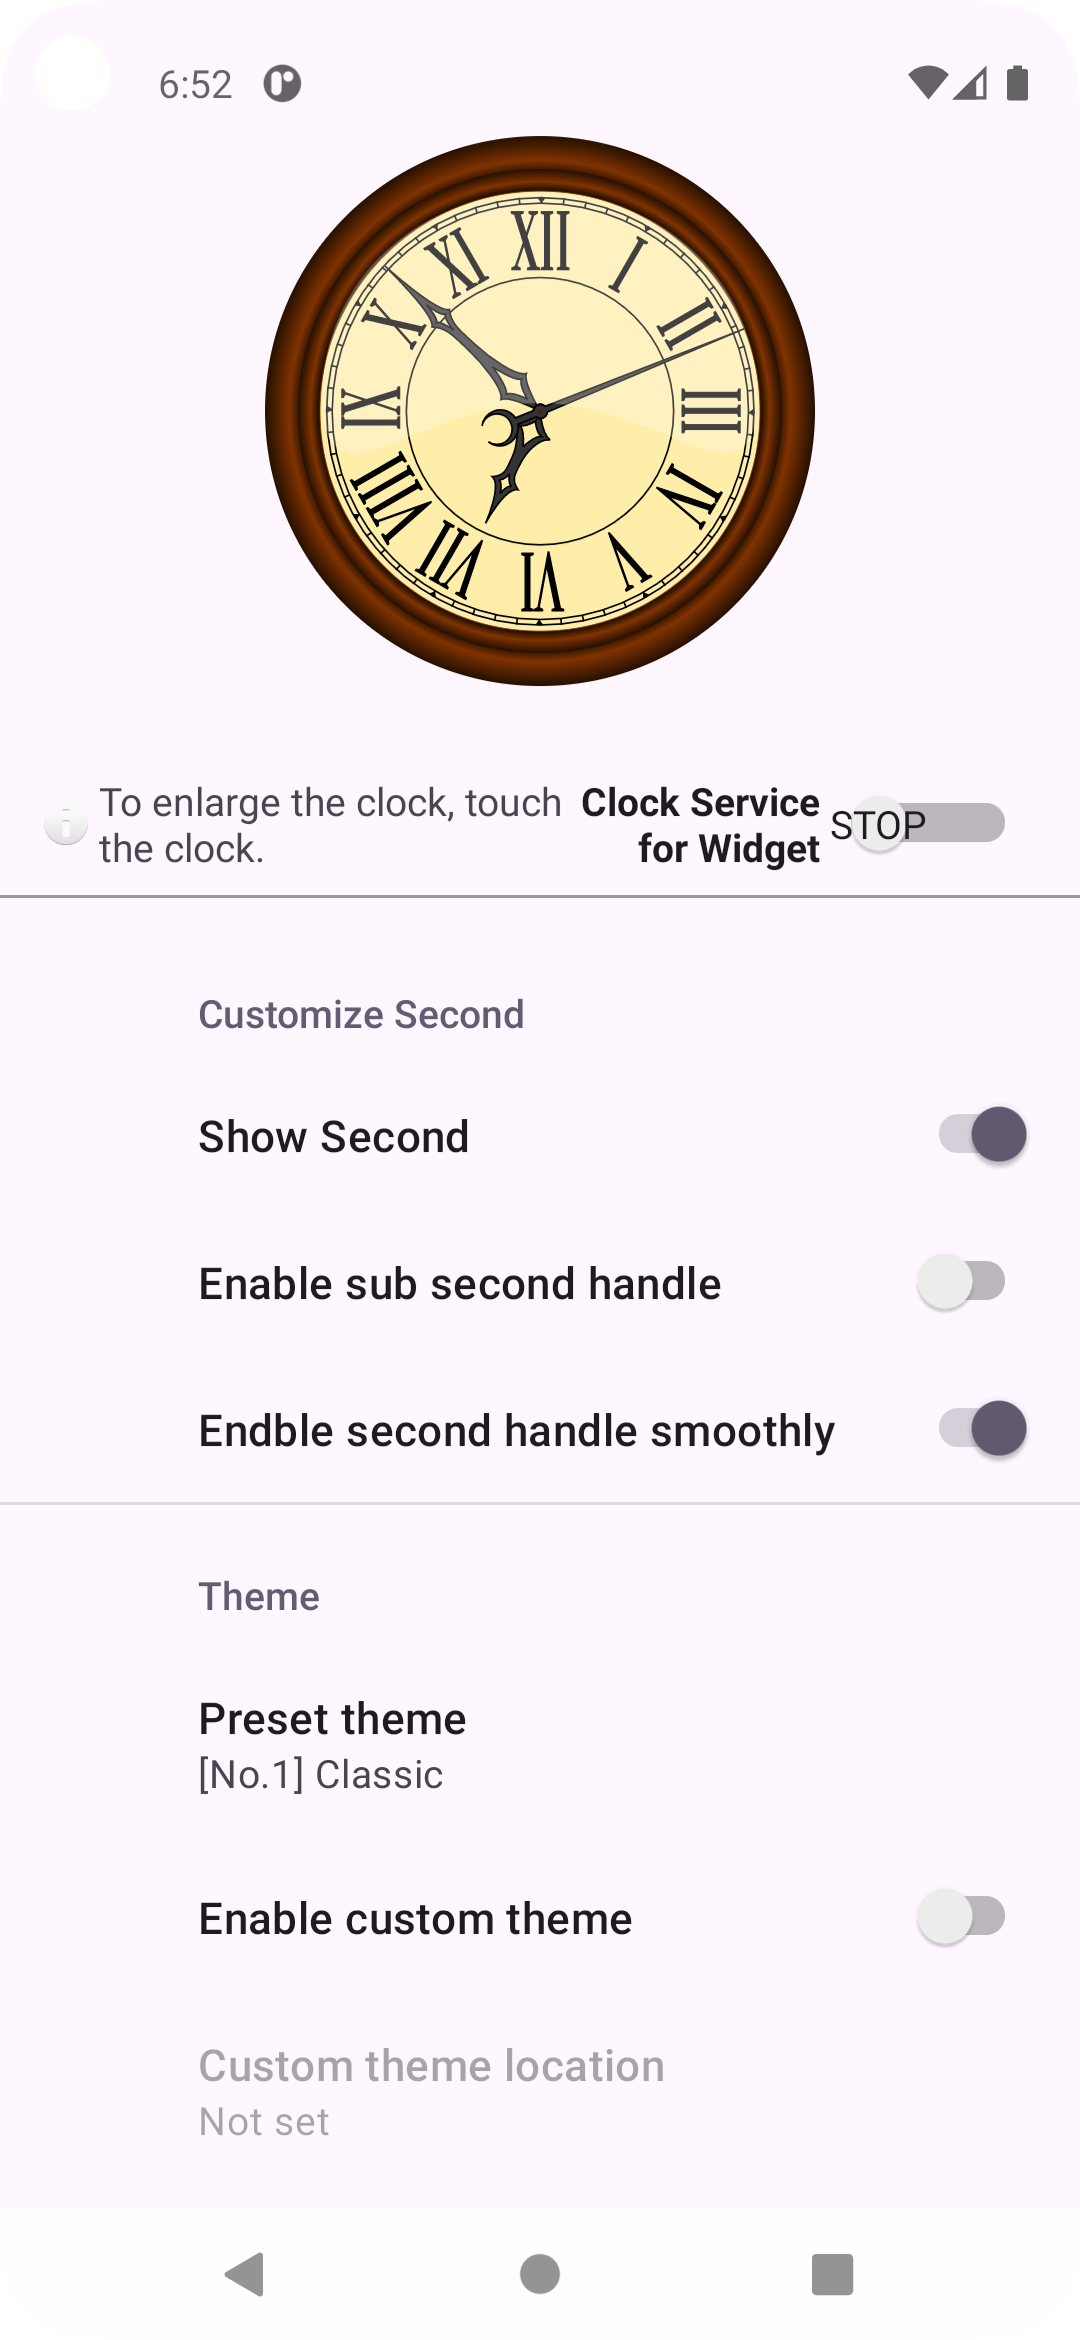 6:52
XII
I
II
III
IV
V
VI
VII
VIII
IX
X
XI
To enlarge the clock, touch
the clock.
Clock Service
for Widget
STOP
Customize Second
Show Second
Enable sub second handle
Endble second handle smoothly
Theme
Preset theme
[No.1] Classic
Enable custom theme
Custom theme location
Not set